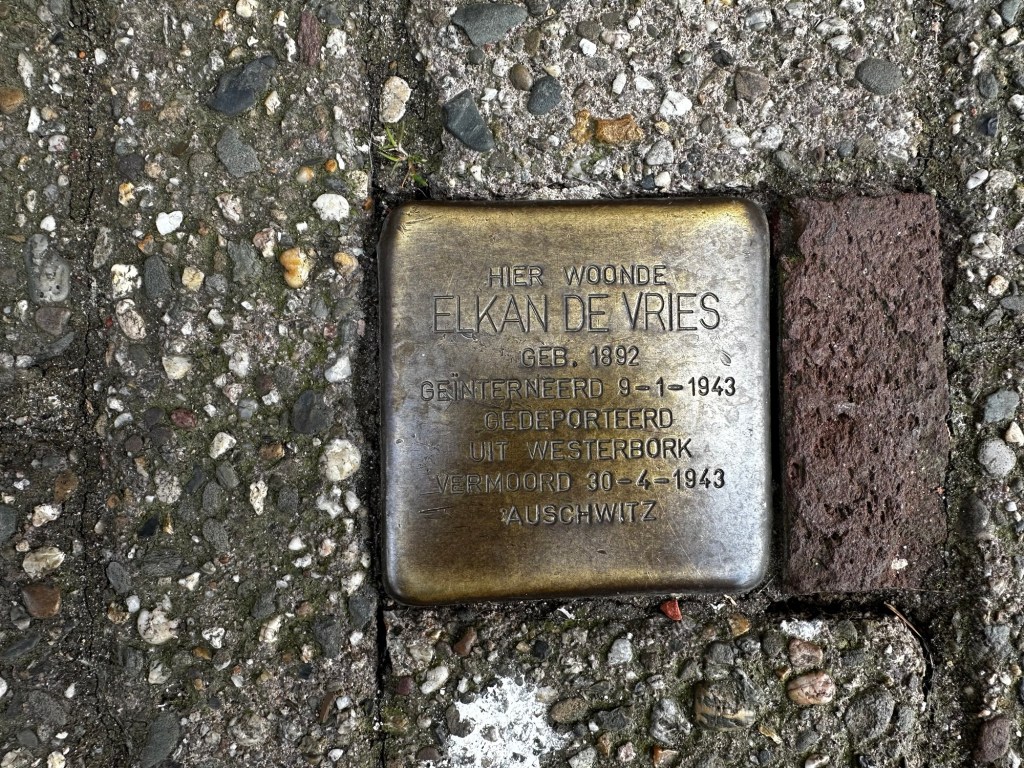 HIER WOONDE
ELKAN DE VRIES
GEB. 1892
GEÏNTERNEERD 9-1-1943
GEDEPORTEERD
UIT WESTERBORK
VERMOORD 30-4-1943
AUSCHWITZ